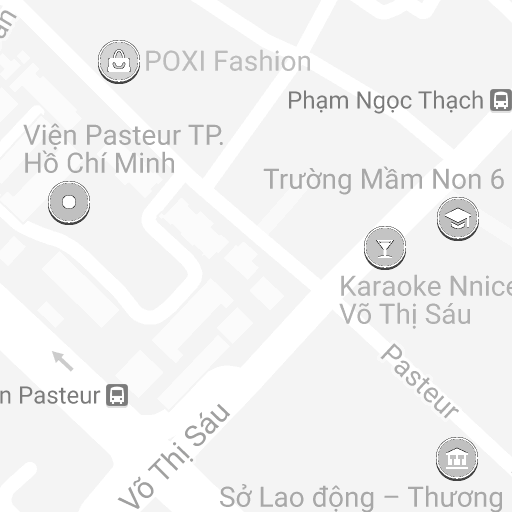 POXI Fashion
Phạm Ngọc Thạch
Viện Pasteur TP.
Hồ Chí Minh
Trường Mầm Non 6
Karaoke Nnice
Võ Thị Sáu
Pasteur
n Pasteur
Võ Thị Sáu
Sở Lao động – Thương